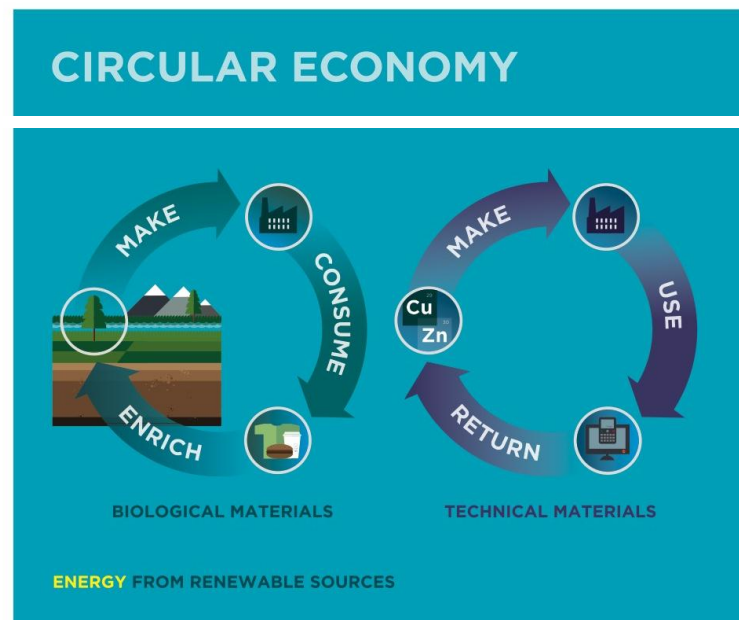 CIRCULAR ECONOMY
MAKE
CONSUME
ENRICH
BIOLOGICAL MATERIALS
MAKE
USE
RETURN
Cu
Zn
TECHNICAL MATERIALS
ENERGY FROM RENEWABLE SOURCES